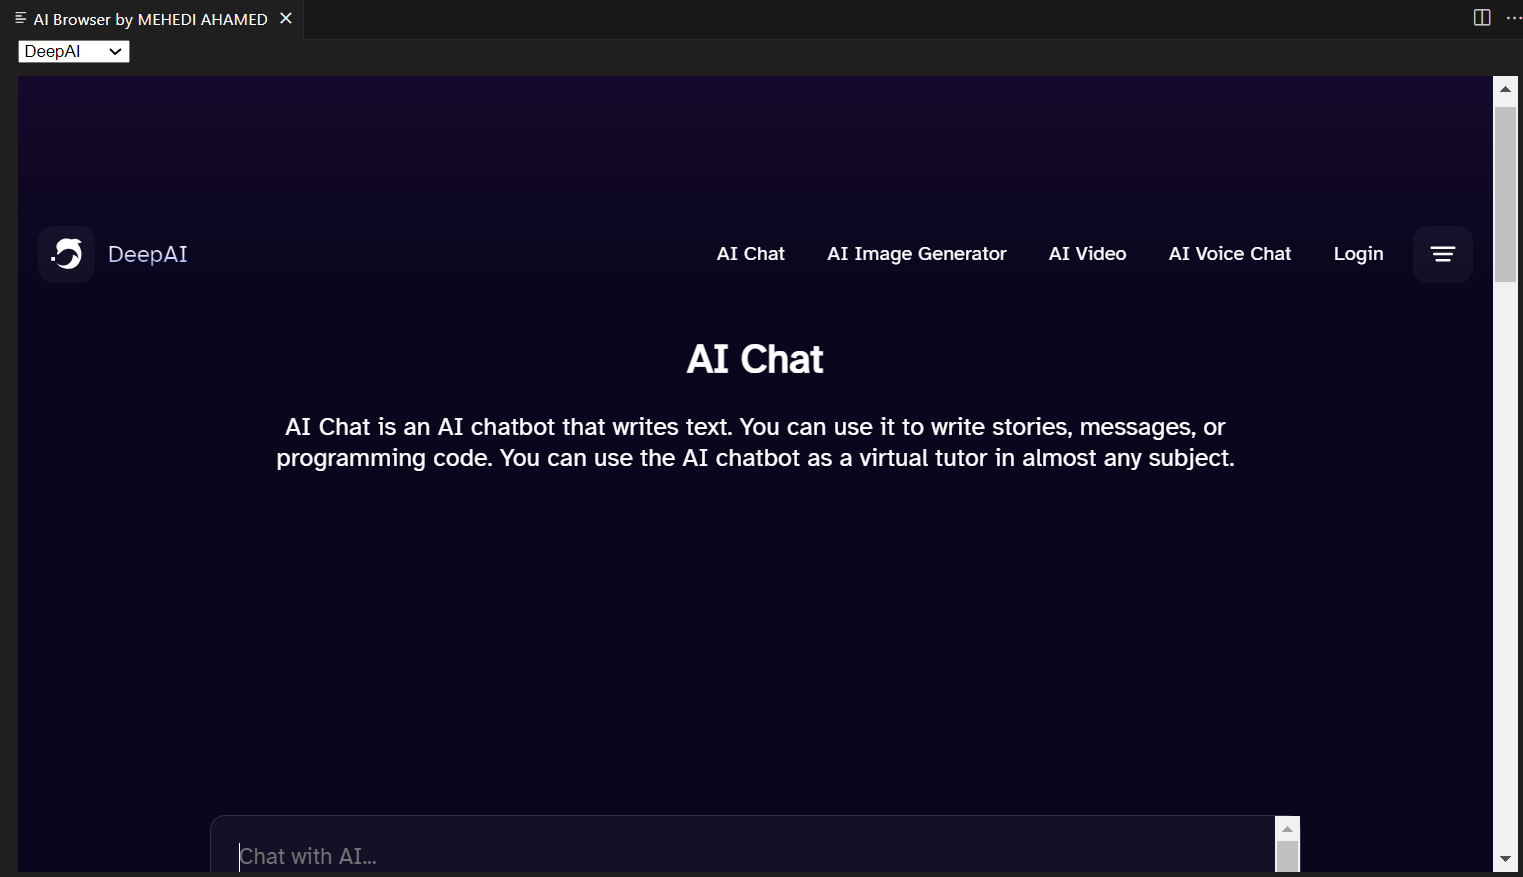 AI Browser by MEHEDI AHAMED
DeepAI
DeepAI
AI Chat
AI Image Generator
AI Video
AI Voice Chat
Login
AI Chat
AI Chat is an AI chatbot that writes text. You can use it to write stories, messages, or
programming code. You can use the AI chatbot as a virtual tutor in almost any subject.
Chat with AI...